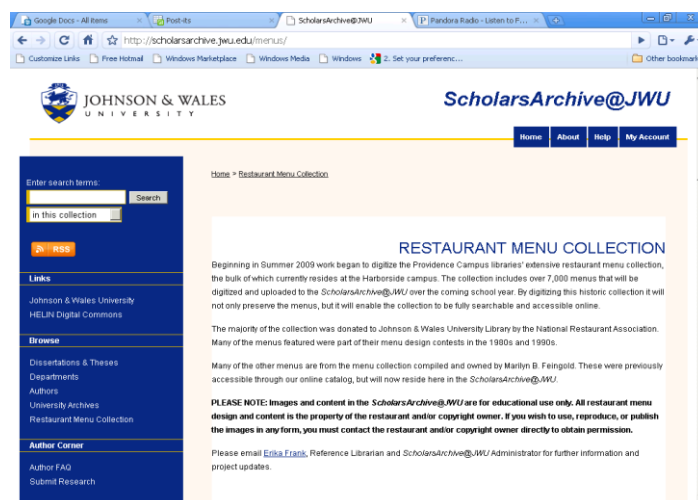 Google Docs - All items
Post-its
ScholarsArchive@JWU
Pandora Radio - Listen to F...
http://scholarsarchive.jwu.edu/menus/
Customize Links
Free Hotmail
Windows Marketplace
Windows Media
Windows
2. Set your preferenc...
Other bookmark
JOHNSON & WALES
UNIVERSITY
ScholarsArchive@JWU
Home
About
Help
My Account
Enter search terms:
Search
in this collection
RSS
Links
Johnson & Wales University
HELIN Digital Commons
Browse
Dissertations & Theses
Departments
Authors
University Archives
Restaurant Menu Collection
Author Corner
Author FAQ
Submit Research
Home > Restaurant Menu Collection
RESTAURANT MENU COLLECTION
Beginning in Summer 2009 work began to digitize the Providence Campus libraries' extensive restaurant menu collection,
the bulk of which currently resides at the Harborside campus. The collection includes over 7,000 menus that will be
digitized and uploaded to the ScholarsArchive@JWU over the coming school year. By digitizing this historic collection it will
not only preserve the menus, but it will enable the collection to be fully searchable and accessible online.
The majority of the collection was donated to Johnson & Wales University Library by the National Restaurant Association.
Many of the menus featured were part of their menu design contests in the 1980s and 1990s.
Many of the other menus are from the menu collection compiled and owned by Marilyn B. Feingold. These were previously
accessible through our online catalog, but will now reside here in the ScholarsArchive@JWU.
PLEASE NOTE: Images and content in the ScholarsArchive@JWU are for educational use only. All restaurant menu
design and content is the property of the restaurant and/or copyright owner. If you wish to use, reproduce, or publish
the images in any form, you must contact the restaurant and/or copyright owner directly to obtain permission.
Please email Erika Frank, Reference Librarian and ScholarsArchive@JWU Administrator for further information and
project updates.